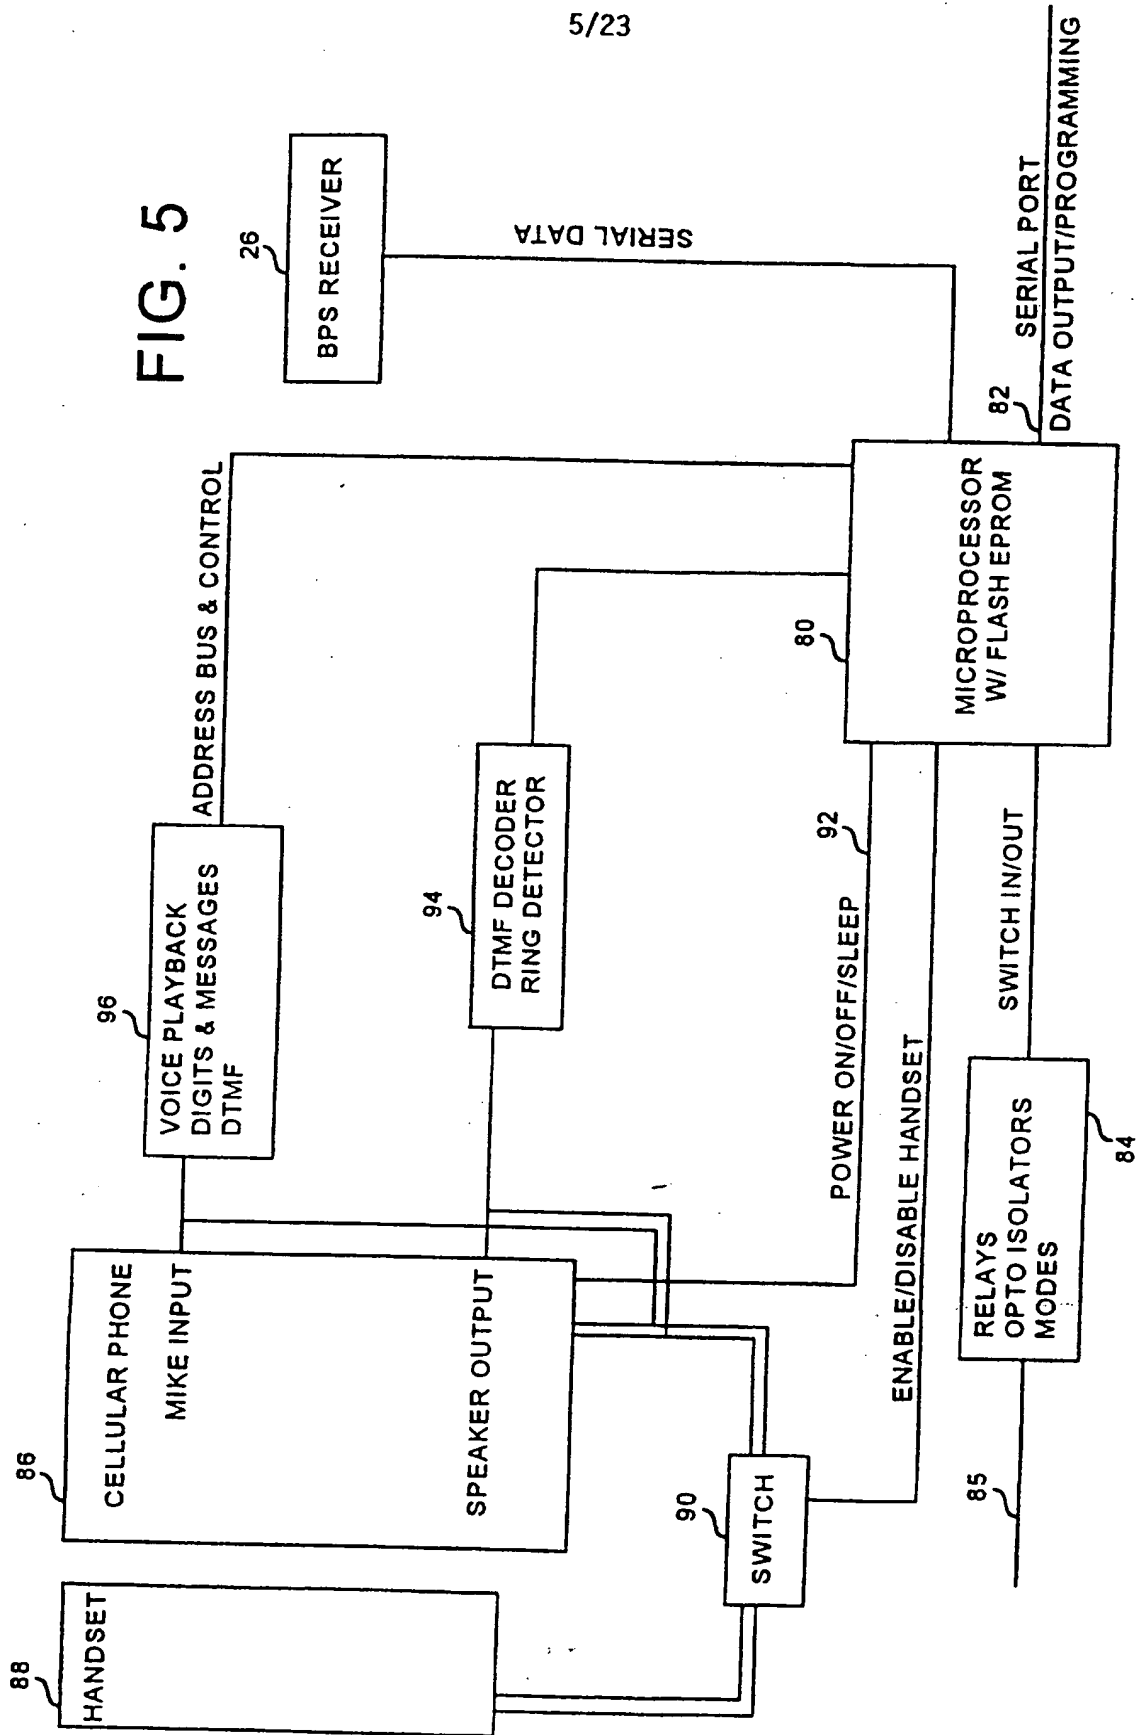 5/23
FIG. 5
88
HANDSET
86
CELLULAR PHONE
MIKE INPUT
SPEAKER OUTPUT
96
VOICE PLAYBACK
DIGITS & MESSAGES
DTMF
ADDRESS BUS & CONTROL
26
BPS RECEIVER
SERIAL DATA
94
DTMF DECODER
RING DETECTOR
90
SWITCH
POWER ON/OFF/SLEEP
92
ENABLE/DISABLE HANDSET
80
MICROPROCESSOR
W/ FLASH EPROM
82
SERIAL PORT
DATA OUTPUT/PROGRAMMING
85
RELAYS
OPTO ISOLATORS
MODES
84
SWITCH IN/OUT